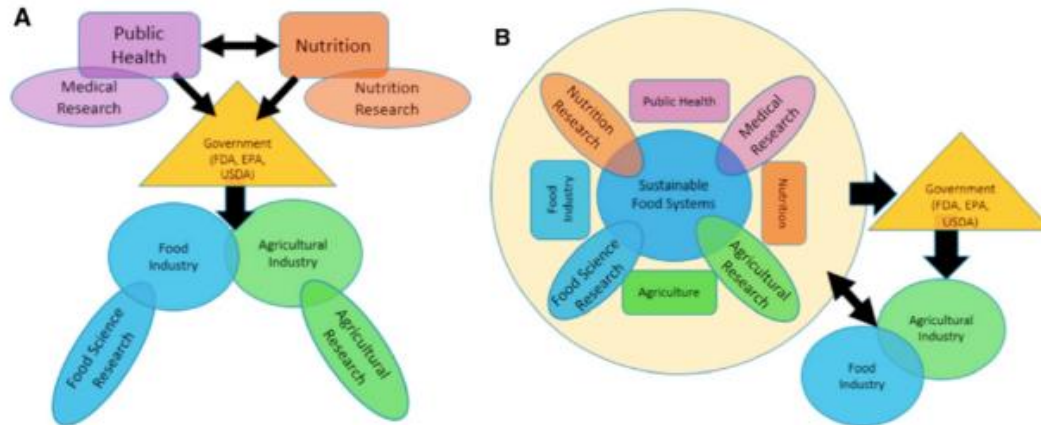 A
Public
Health
Nutrition
Medical
Research
Nutrition
Research
Government
(FDA, EPA,
USDA)
Food
Industry
Agricultural
Industry
Food Science
Research
Agricultural
Research
B
Nutrition
Research
Public Health
Medical
Research
Food
Industry
Sustainable
Food Systems
Nutrition
Food Science
Research
Agriculture
Agricultural
Research
Government
(FDA, EPA,
USDA)
Agricultural
Industry
Food
Industry